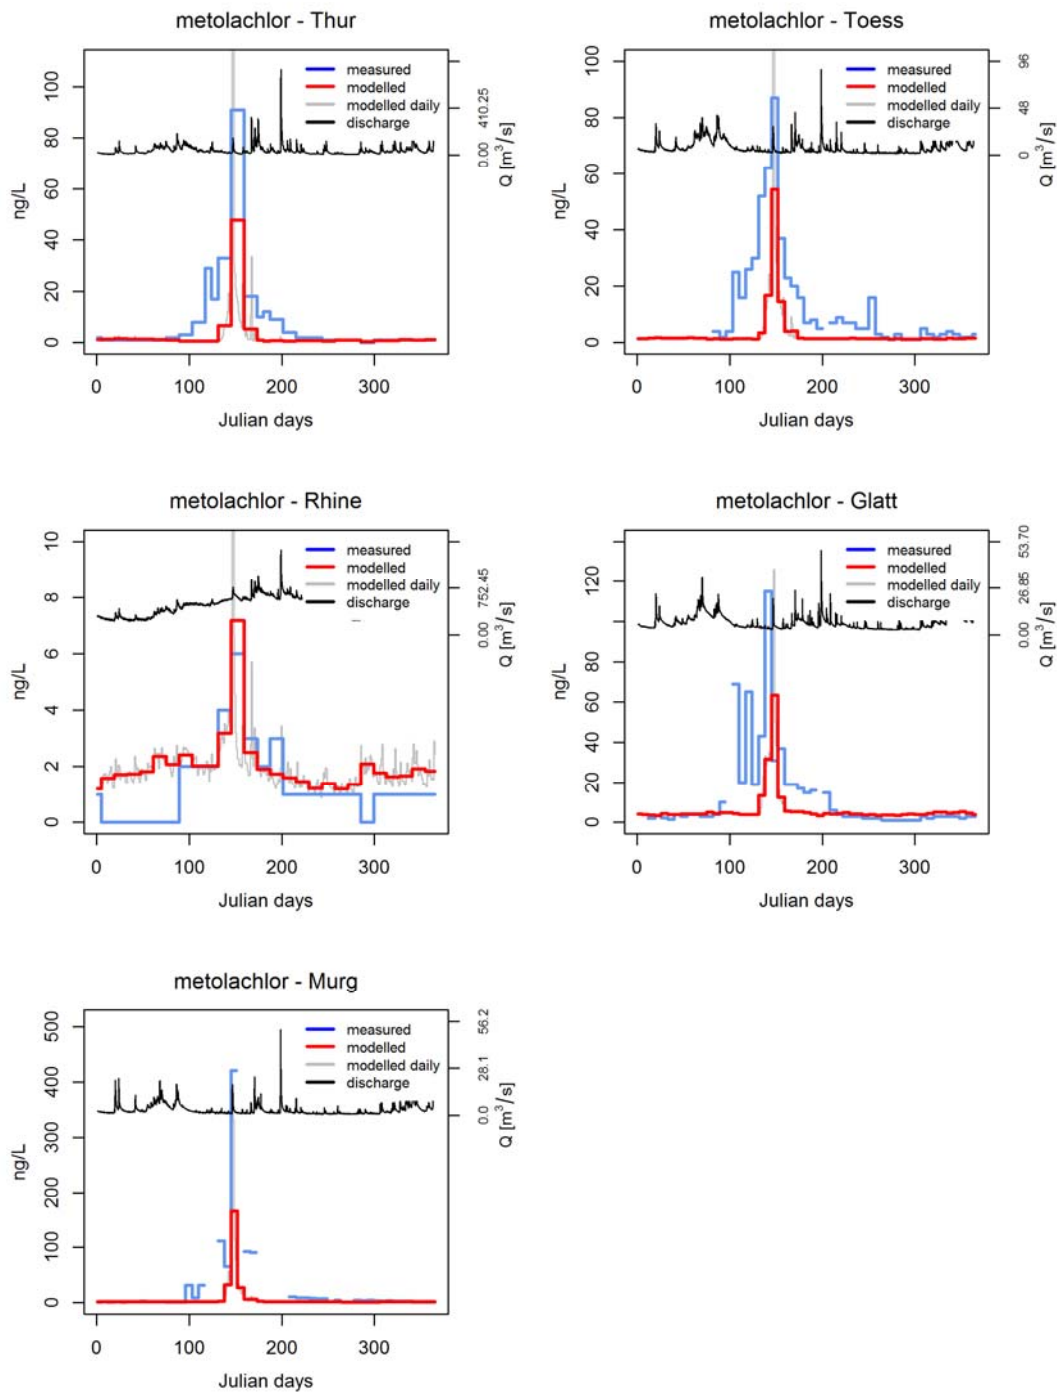 metolachlor - Thur
measured
modelled
modelled daily
discharge
0 20 40 60 80 100
ng/L
0.00 410.25
Q [m³/s]
0 100 200 300
Julian days
metolachlor - Toess
measured
modelled
modelled daily
discharge
0 20 40 60 80 100
ng/L
0 48 96
Q [m³/s]
0 100 200 300
Julian days
metolachlor - Rhine
measured
modelled
modelled daily
discharge
0 2 4 6 8 10
ng/L
0.00 752.45
Q [m³/s]
0 100 200 300
Julian days
metolachlor - Glatt
measured
modelled
modelled daily
discharge
0 20 40 60 80 120
ng/L
0.00 26.85 53.70
Q [m³/s]
0 100 200 300
Julian days
metolachlor - Murg
measured
modelled
modelled daily
discharge
0 100 200 300 400 500
ng/L
0.0 28.1 56.2
Q [m³/s]
0 100 200 300
Julian days